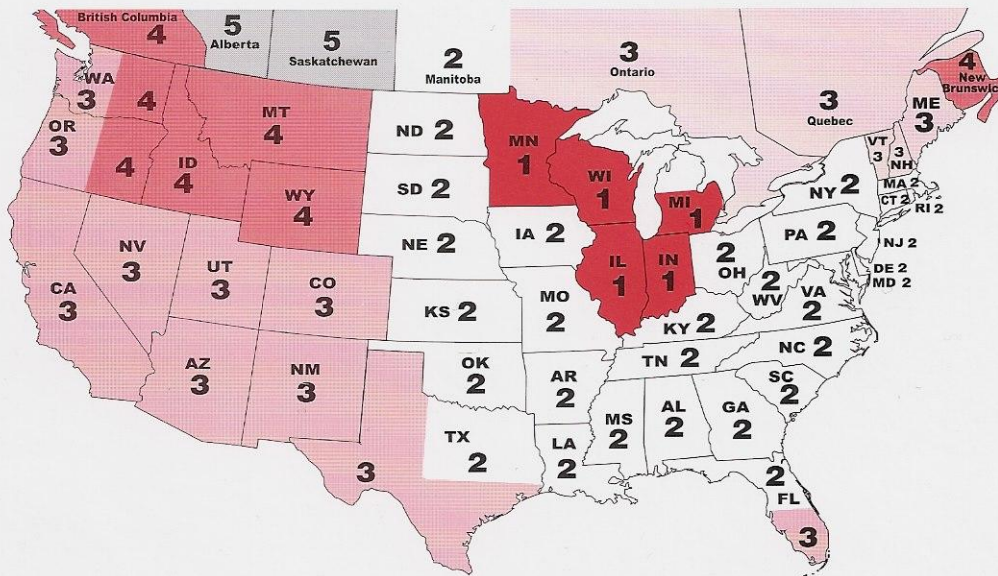 British Columbia
4
5
Alberta
5
Saskatchewan
2
Manitoba
3
Ontario
3
Quebec
4
New
Brunswic
WA
3
4
MT
4
ND 2
MN
1
ME
3
VT
3
3
NH
OR
3
4
ID
4
WY
4
SD 2
WI
1
MI
1
NY 2
MA 2
CT 2
RI 2
NV
3
UT
3
CO
3
NE 2
IA 2
IL
1
IN
1
2
OH
PA 2
NJ 2
DE 2
MD 2
CA
3
KS 2
MO
2
KY 2
2
WV
VA
2
AZ
3
NM
3
OK
2
AR
2
TN 2
NC 2
SC
2
3
TX
2
LA
2
MS
2
AL
2
GA
2
2
FL
3